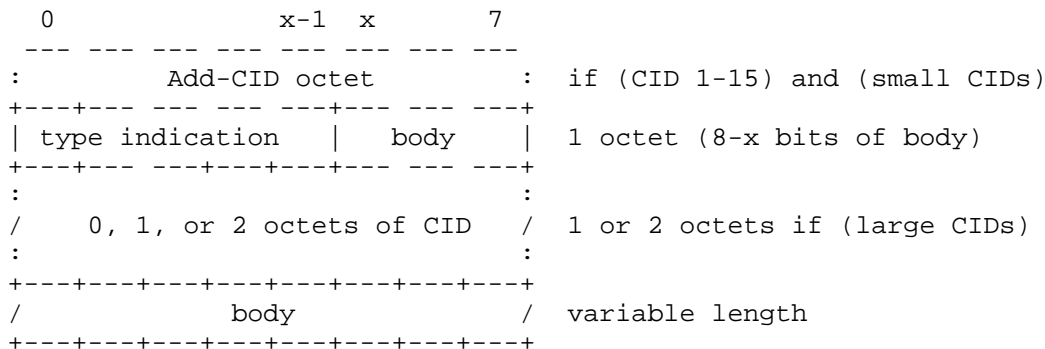 0              x-1  x       7
 --- --- --- --- --- --- --- ---
:         Add-CID octet         :  if (CID 1-15) and (small CIDs)
+---+--- --- --- ---+--- --- ---+
| type indication   |   body    |  1 octet (8-x bits of body)
+---+--- ---+---+---+--- --- ---+
:                               :
/    0, 1, or 2 octets of CID   /  1 or 2 octets if (large CIDs)
:                               :
+---+---+---+---+---+---+---+---+
/             body              /  variable length
+---+---+---+---+---+---+---+---+